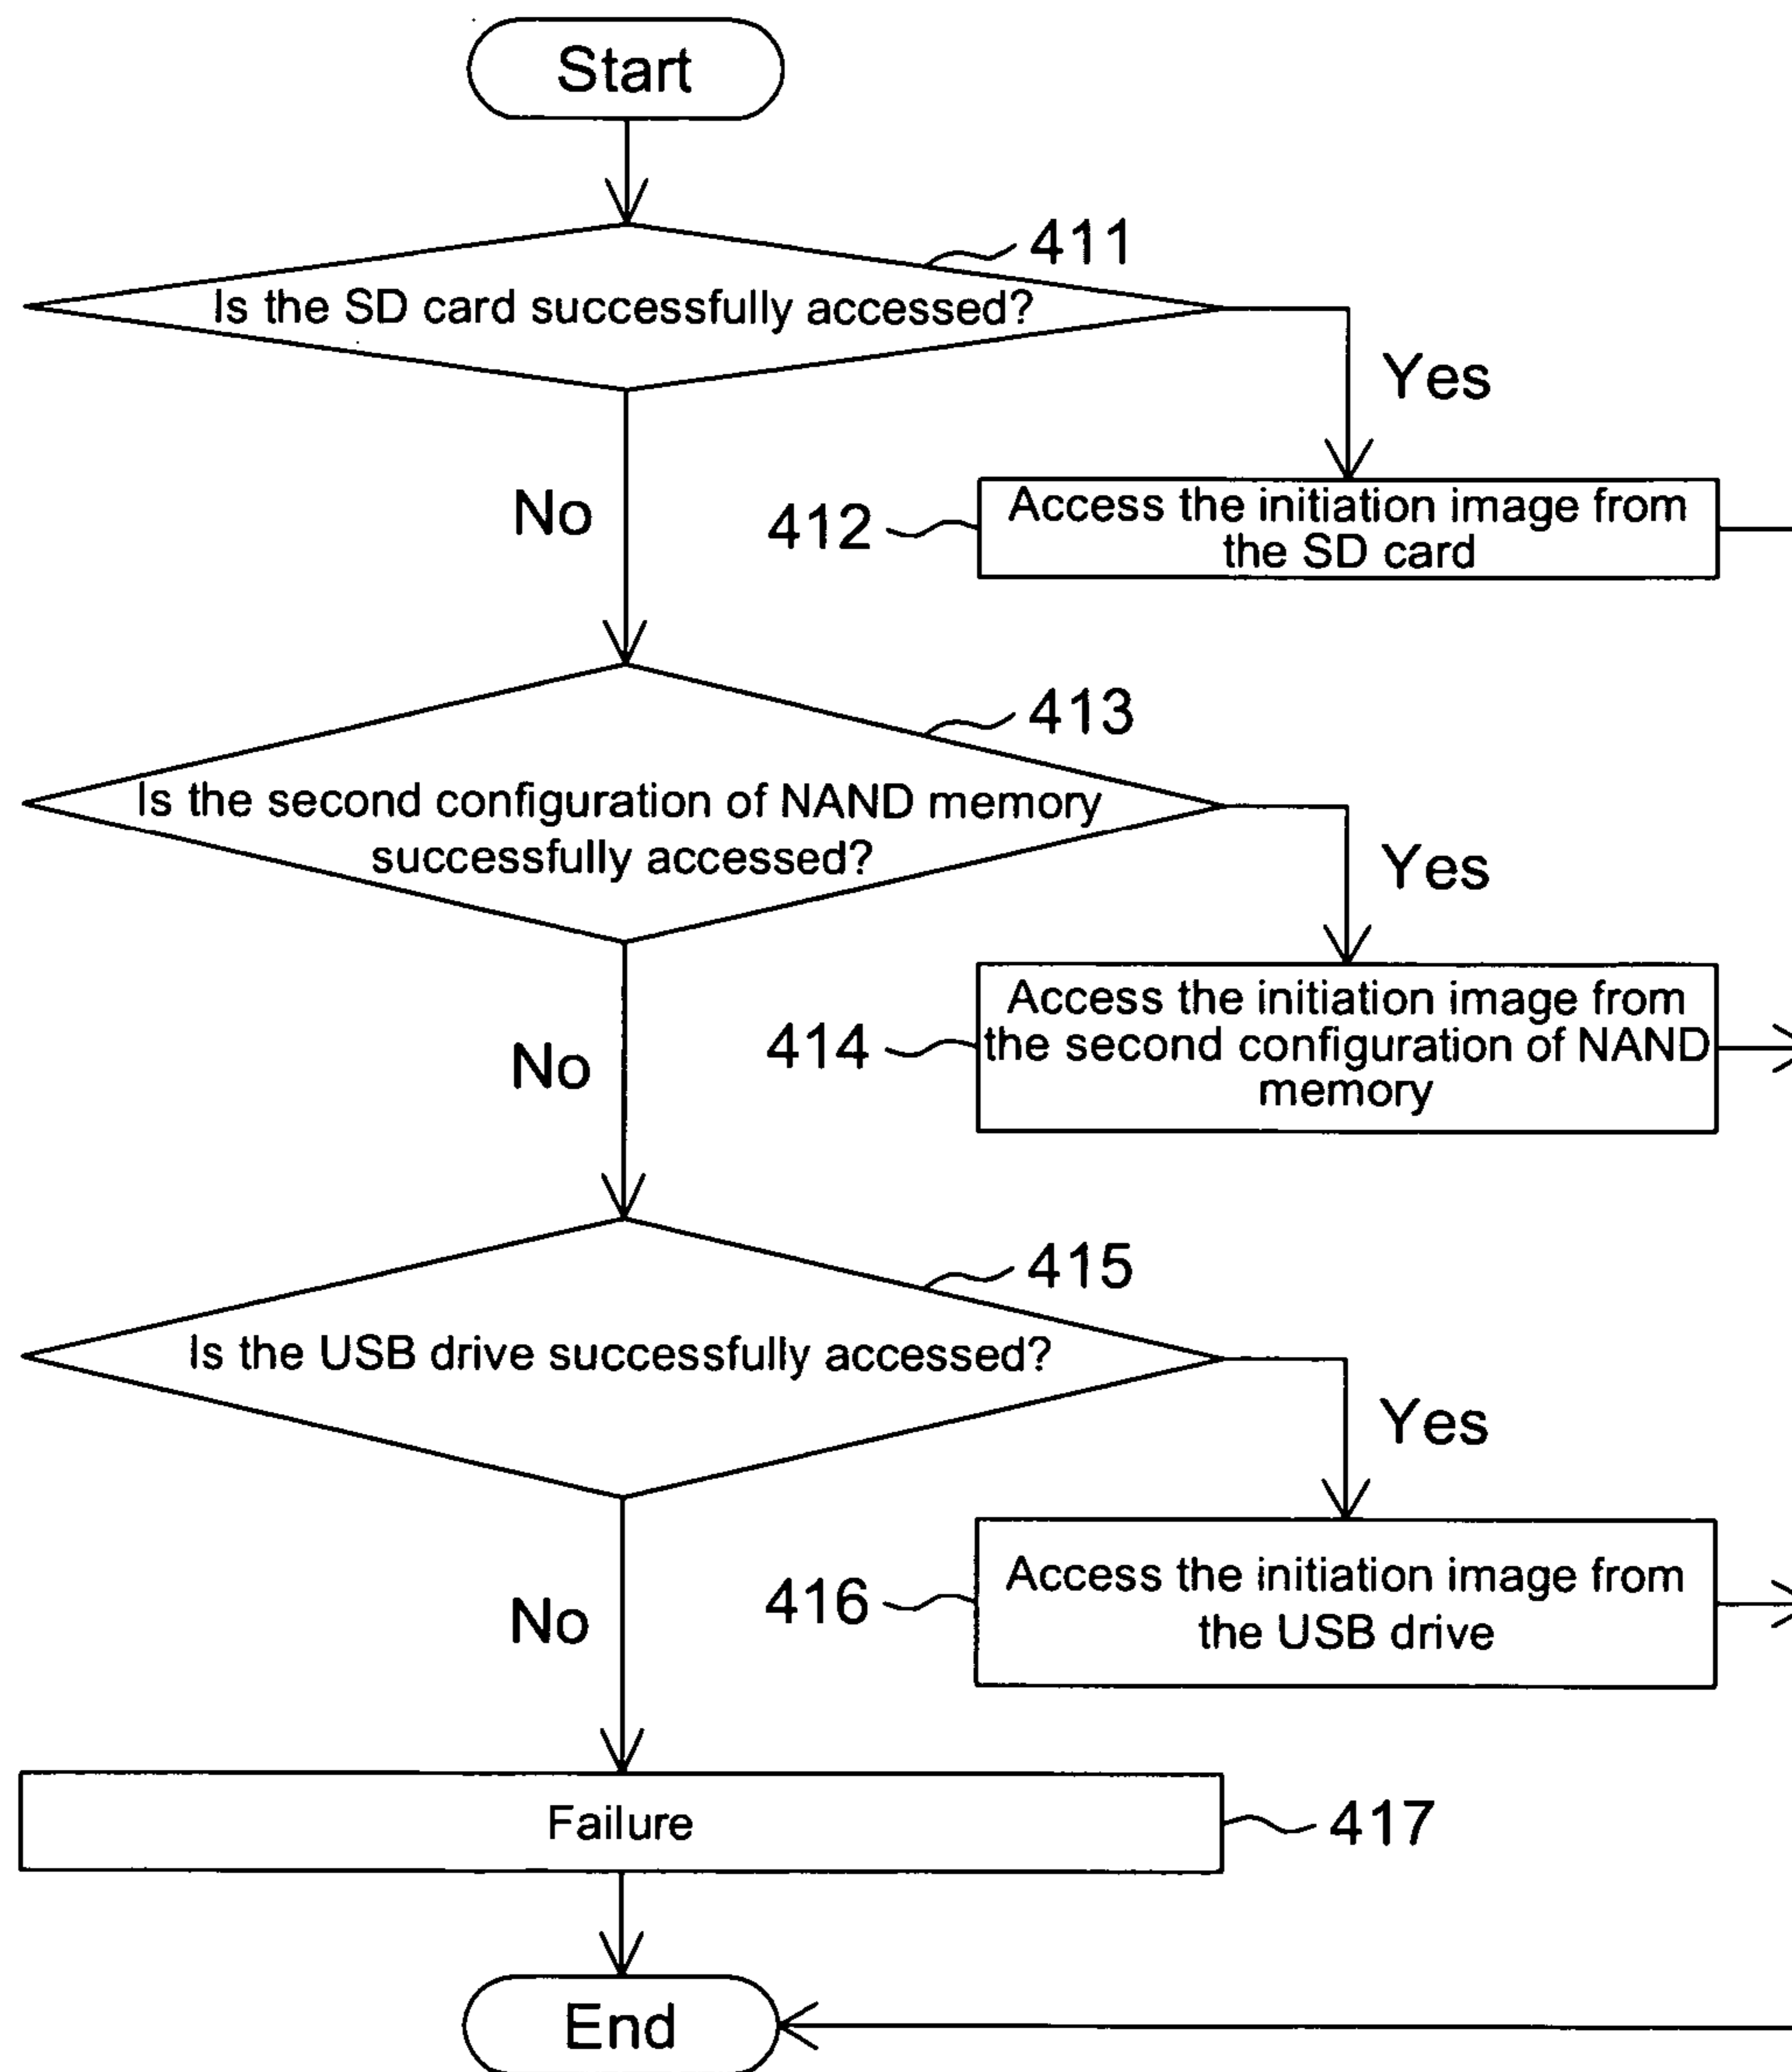 Start
411
Is the SD card successfully accessed?
Yes
No
412
Access the initiation image from
the SD card
413
Is the second configuration of NAND memory
successfully accessed?
Yes
No
414
Access the initiation image from
the second configuration of NAND
memory
415
Is the USB drive successfully accessed?
Yes
No
416
Access the initiation image from
the USB drive
Failure
417
End